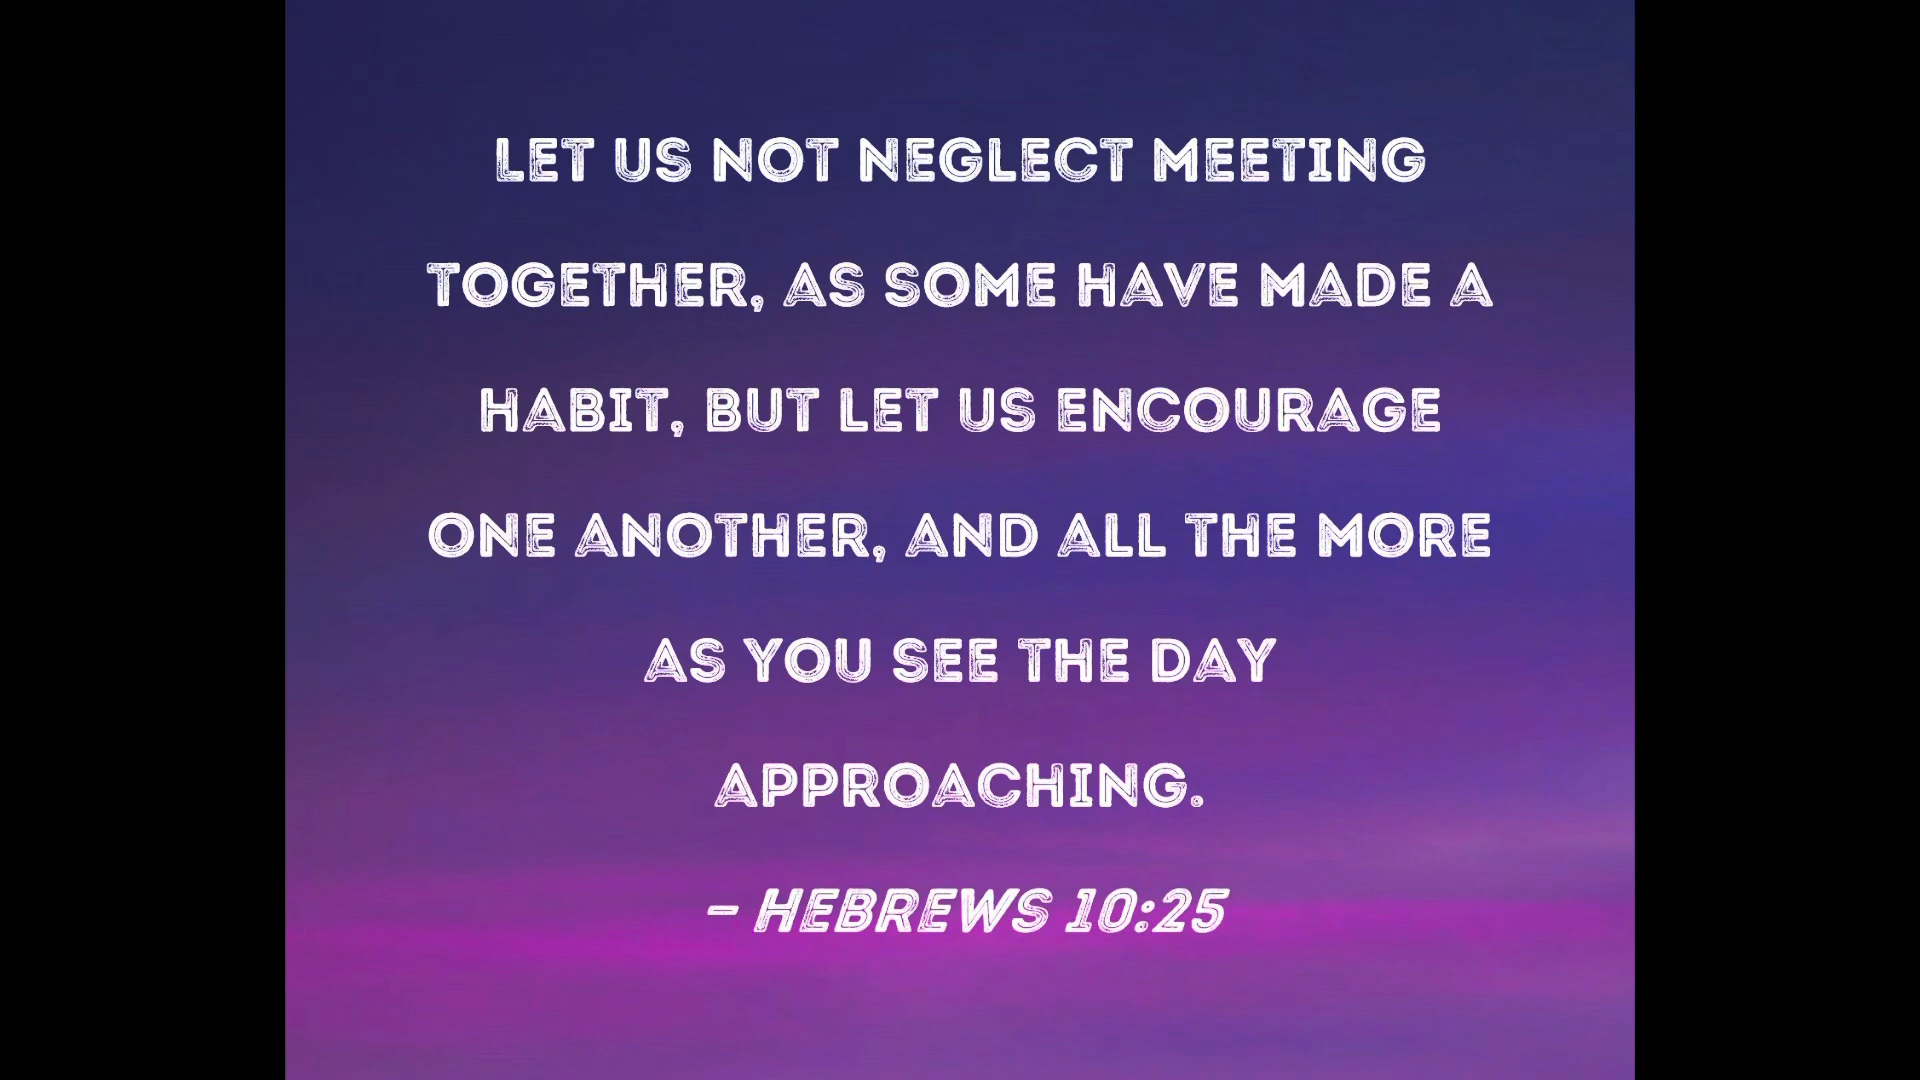 LET US NOT NEGLECT MEETING
TOGETHER, AS SOME HAVE MADE A
HABIT, BUT LET US ENCOURAGE
ONE ANOTHER, AND ALL THE MORE
AS YOU SEE THE DAY
APPROACHING.
– HEBREWS 10:25